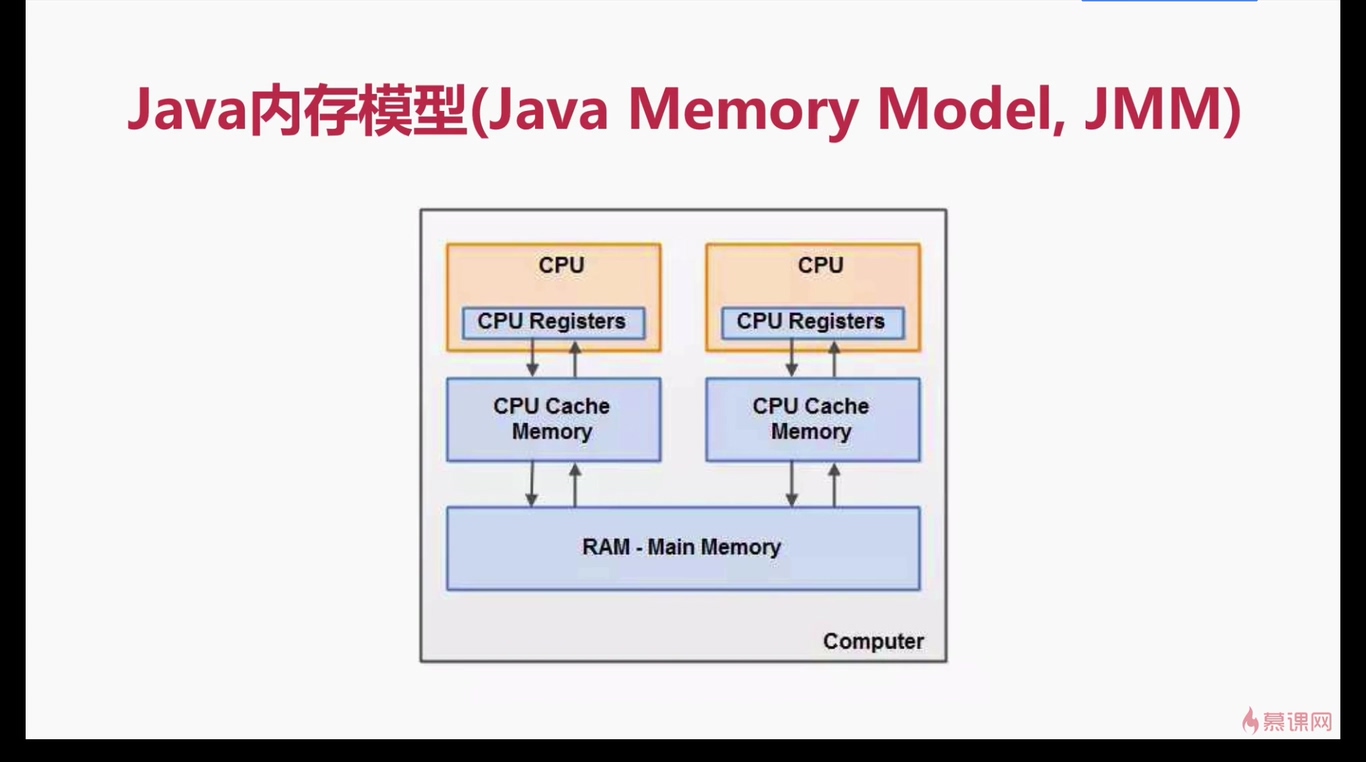 Java内存模型(Java Memory Model, JMM)
CPU
CPU
CPU Registers
CPU Registers
CPU Cache
Memory
CPU Cache
Memory
RAM - Main Memory
Computer
慕课网